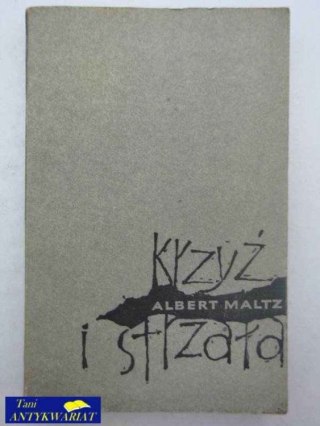 krzyż
ALBERT MALTZ
i strzała
Tani
ANTYKWARIAT